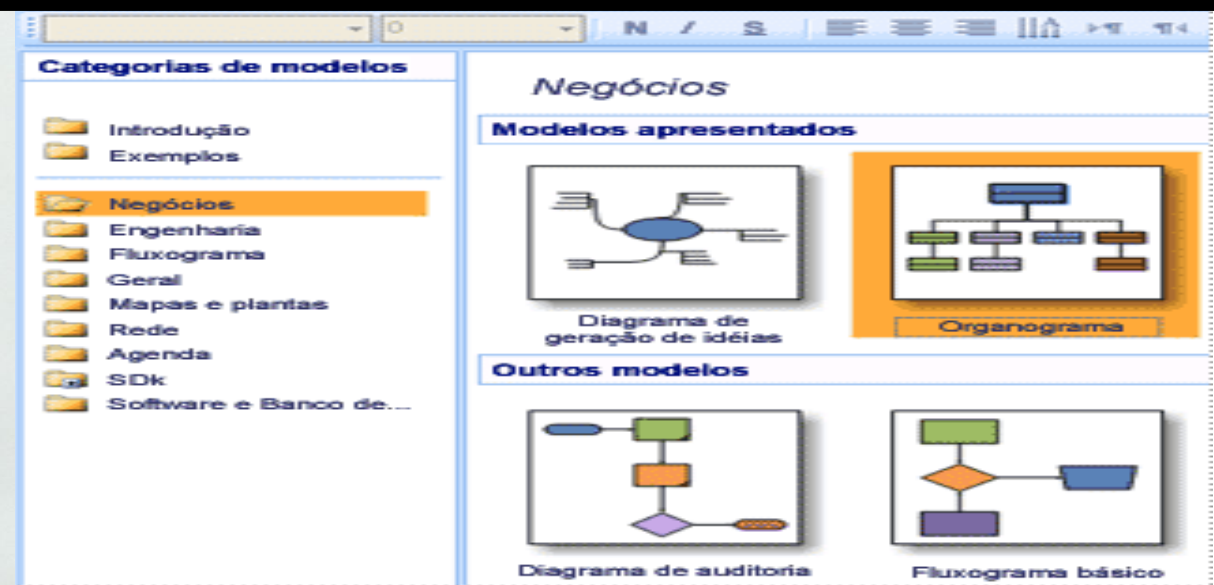 0 N I S
Categorias de modelos
Introdução
Exemplos
Negócios
Engenharia
Fluxograma
Geral
Mapas e plantas
Rede
Agenda
SDk
Software e Banco de...
Negócios
Modelos apresentados
Diagrama de
geração de idéias
Organograma
Outros modelos
Diagrama de auditoria
Fluxograma básico